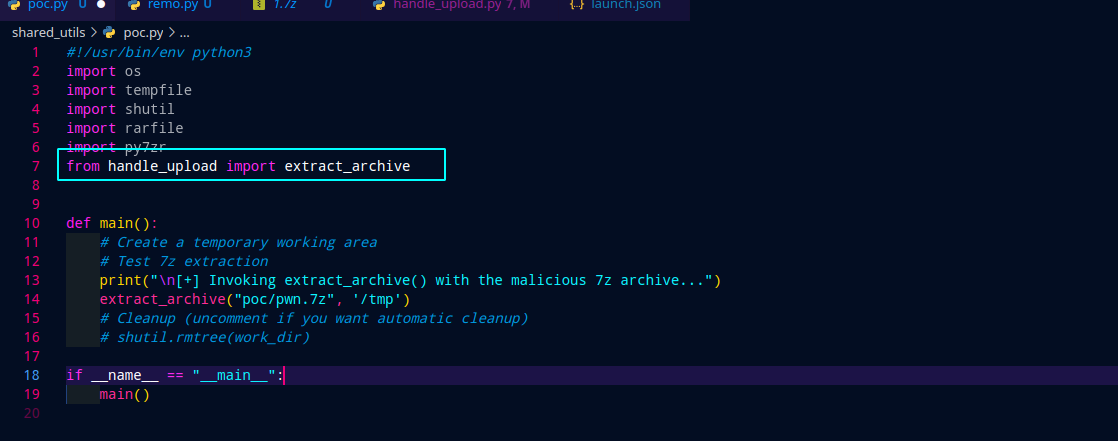 poc.py U remo.py U 1.7z U handle_upload.py 7, M launch.json
shared_utils > poc.py > ...
1 #!/usr/bin/env python3
2 import os
3 import tempfile
4 import shutil
5 import rarfile
6 import py7zr
7 from handle_upload import extract_archive
8
9
10 def main():
11 # Create a temporary working area
12 # Test 7z extraction
13 print("\n[+] Invoking extract_archive() with the malicious 7z archive...")
14 extract_archive("poc/pwn.7z", '/tmp')
15 # Cleanup (uncomment if you want automatic cleanup)
16 # shutil.rmtree(work_dir)
17
18 if __name__ == "__main__":
19 main()
20